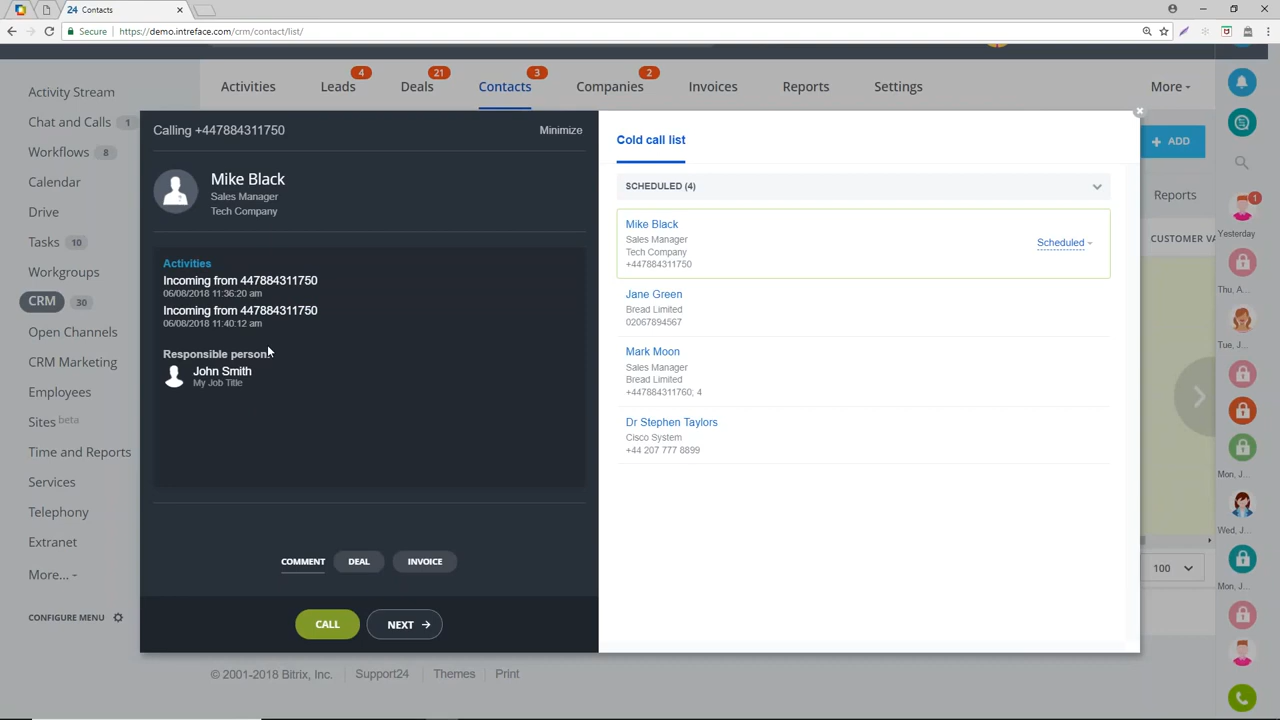 24 Contacts
Secure
https://demo.intreface.com/crm/contact/list/
Activity Stream
Chat and Calls 1
Workflows 8
Calendar
Drive
Tasks 10
Workgroups
CRM 30
Open Channels
CRM Marketing
Employees
Sites beta
Time and Reports
Services
Telephony
Extranet
More... -
CONFIGURE MENU
Activities
Leads 4
Deals 21
Contacts 3
Companies 2
Invoices
Reports
Settings
More
Calling +447884311750
Minimize
Mike Black
Sales Manager
Tech Company
Activities
Incoming from 447884311750
06/08/2018 11:36:20 am
Incoming from 447884311750
06/08/2018 11:40:12 am
Responsible person:
John Smith
My Job Title
COMMENT
DEAL
INVOICE
CALL
NEXT →
Cold call list
SCHEDULED (4)
Mike Black
Sales Manager
Tech Company
+447884311750
Scheduled
Jane Green
Bread Limited
02067894567
Mark Moon
Sales Manager
Bread Limited
+447884311760; 4
Dr Stephen Taylors
Cisco System
+44 207 777 8899
+ ADD
Reports
CUSTOMER VA
100
1
Yesterday
Thu, A...
Tue, J...
Mon, J...
Wed, J...
Mon, J...
© 2001-2018 Bitrix, Inc.
Support24
Themes
Print